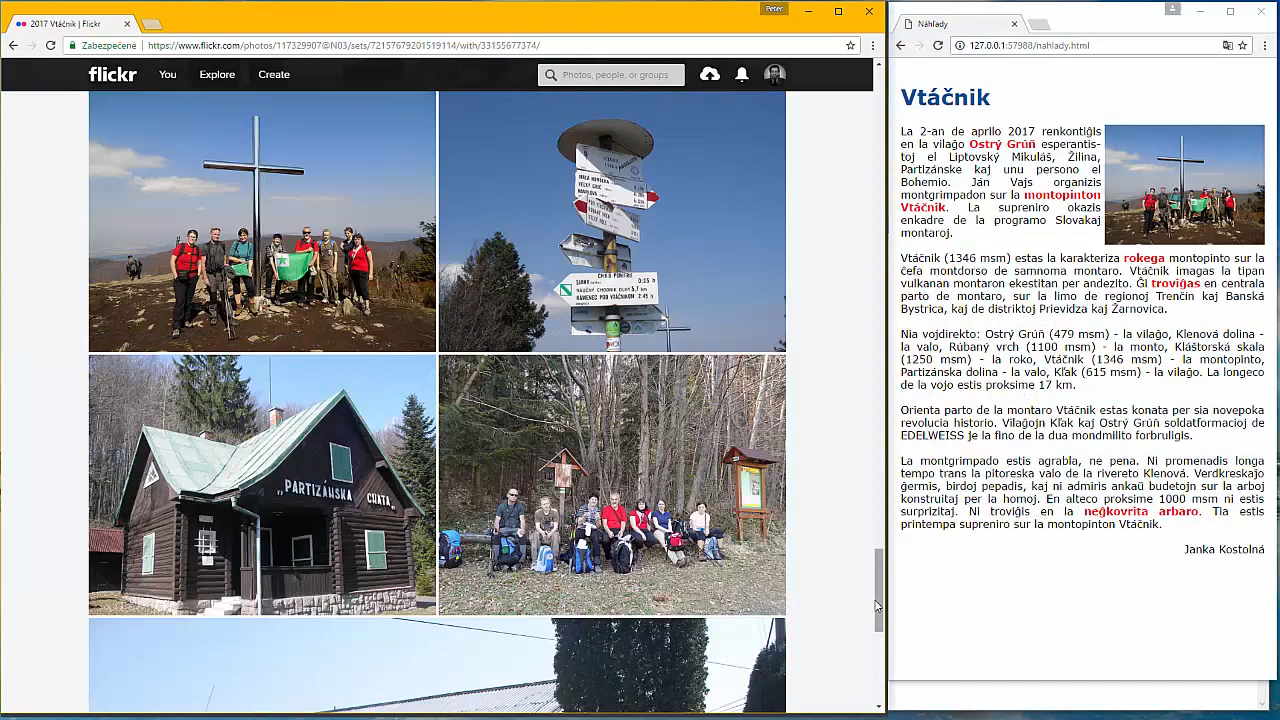 Peter
2017 Vtáčnik | Flickr
Zabezpečené
https://www.flickr.com/photos/117329907@N03/sets/72157679201519114/with/33155677374/
flickr
You
Explore
Create
Photos, people, or groups
PARTIZÁNSKA CHATA
Náhlady
127.0.0.1:57988/nahlady.html
Vtáčnik
La 2-an de aprilo 2017 renkontiĝis
en la vilaĝo Ostrý Grúň esperantis-
toj el Liptovský Mikuláš, Žilina,
Partizánske kaj unu persono el
Bohemio. Ján Vajs organizis
montgrimpadon sur la montopinton
Vtáčnik. La supreniro okazis
enkadre de la programo Slovakaj
montaroj.
Vtáčnik (1346 msm) estas la karakteriza rokega montopinto sur la
ĉefa montdorso de samnoma montaro. Vtáčnik imagas la tipan
vulkanan montaron ekestintan per andezito. Ĝi troviĝas en centrala
parto de montaro, sur la limo de regionoj Trenčín kaj Banská
Bystrica, kaj de distriktoj Prievidza kaj Žarnovica.
Nia vojdirekto: Ostrý Grúň (479 msm) - la vilaĝo, Klenová dolina -
la valo, Rúbaný vrch (1100 msm) - la monto, Kláštorská skala
(1250 msm) - la roko, Vtáčnik (1346 msm) - la montopinto,
Partizánska dolina - la valo, Kľak (615 msm) - la vilaĝo. La longeco
de la vojo estis proksime 17 km.
Orienta parto de la montaro Vtáčnik estas konata per sia novepoka
revolucia historio. Vilaĝojn Kľak kaj Ostrý Grúň soldatformacioj de
EDELWEISS je la fino de la dua mondmilito forbruligis.
La montgrimpado estis agrabla, ne pena. Ni promenadis longa
tempo trans la pitoreska valo de la rivereto Klenová. Verdkreskaĵo
ĝermis, birdoj pepadis, kaj ni admiris ankaŭ budetojn sur la arboj
konstruitaj per la homoj. En alteco proksime 1000 msm ni estis
surprizitaj. Ni troviĝis en la neĝkovrita arbaro. Tia estis
printempa supreniro sur la montopinton Vtáčnik.
Janka Kostolná